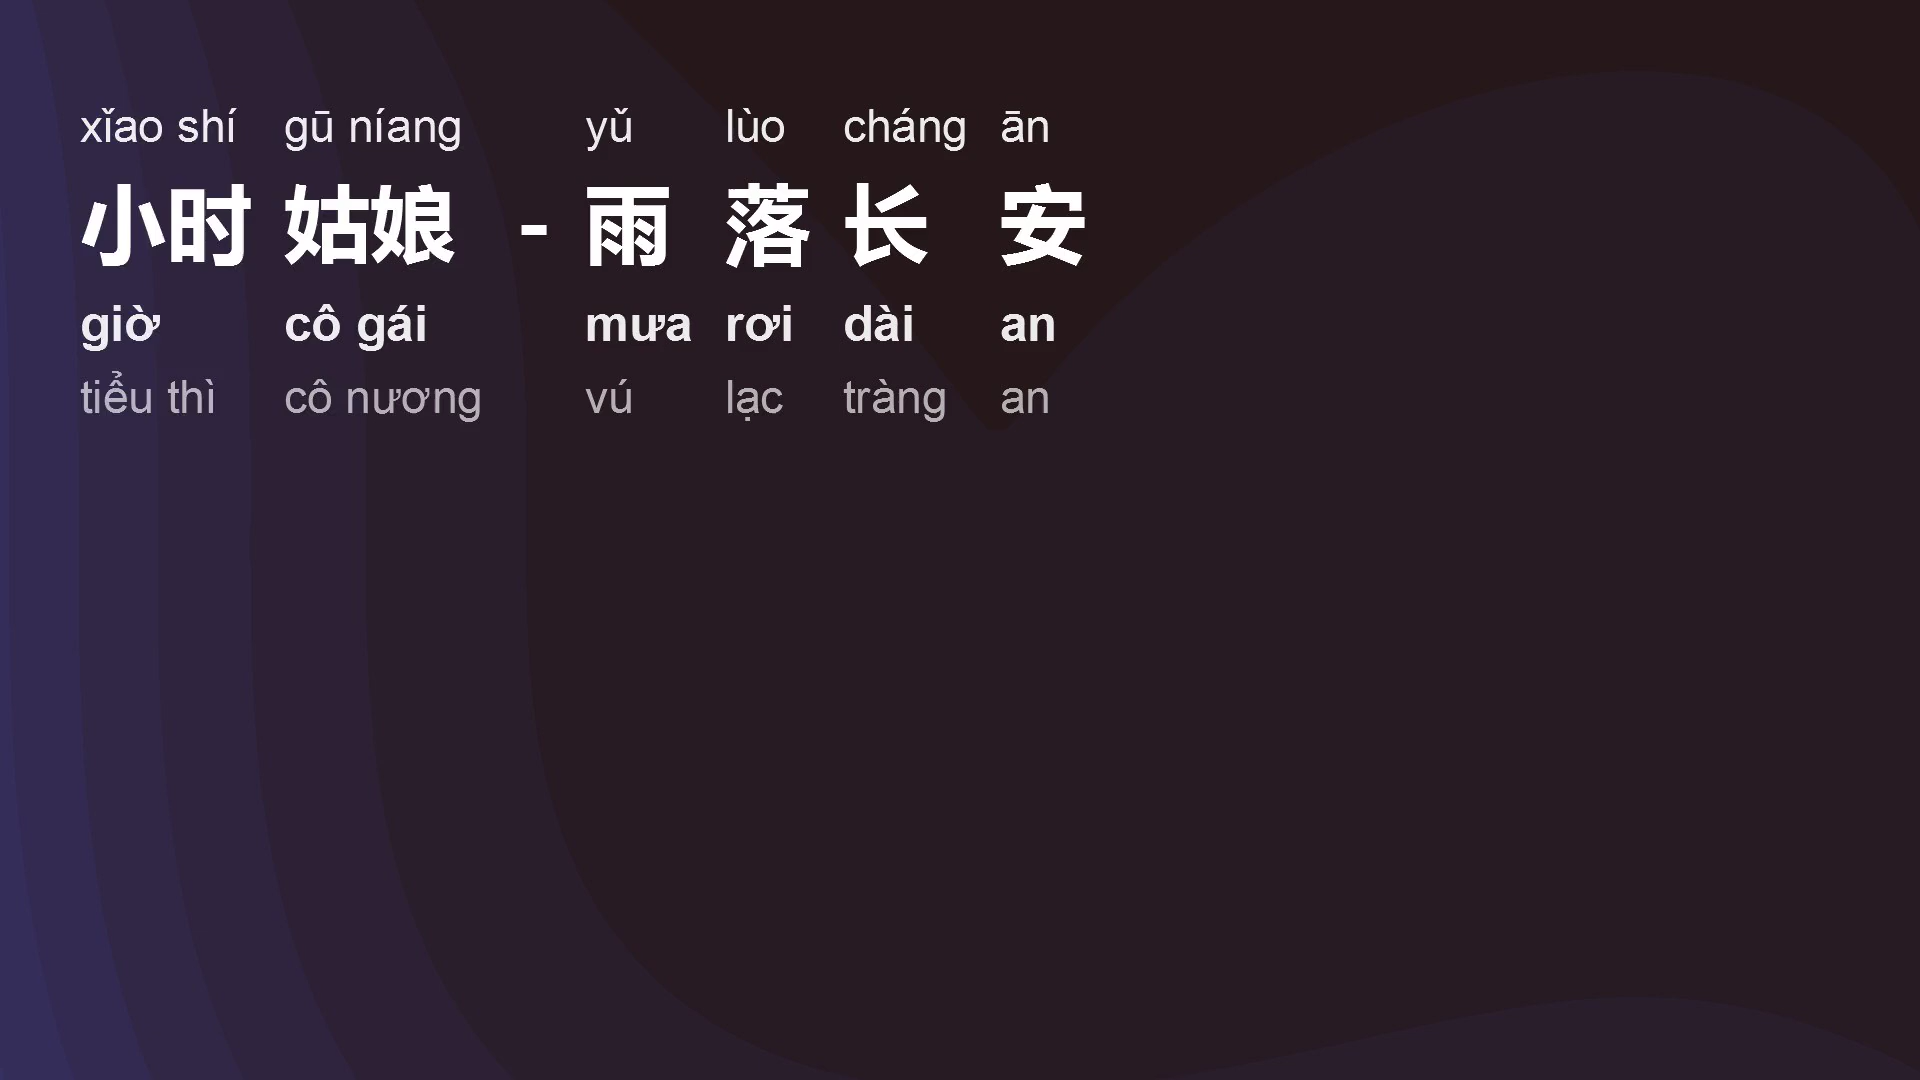 xǐao shí gū níang yǔ lùo cháng ān
小时 姑娘 - 雨 落 长 安
giờ cô gái mưa rơi dài an
tiểu thì cô nương vú lạc tràng an